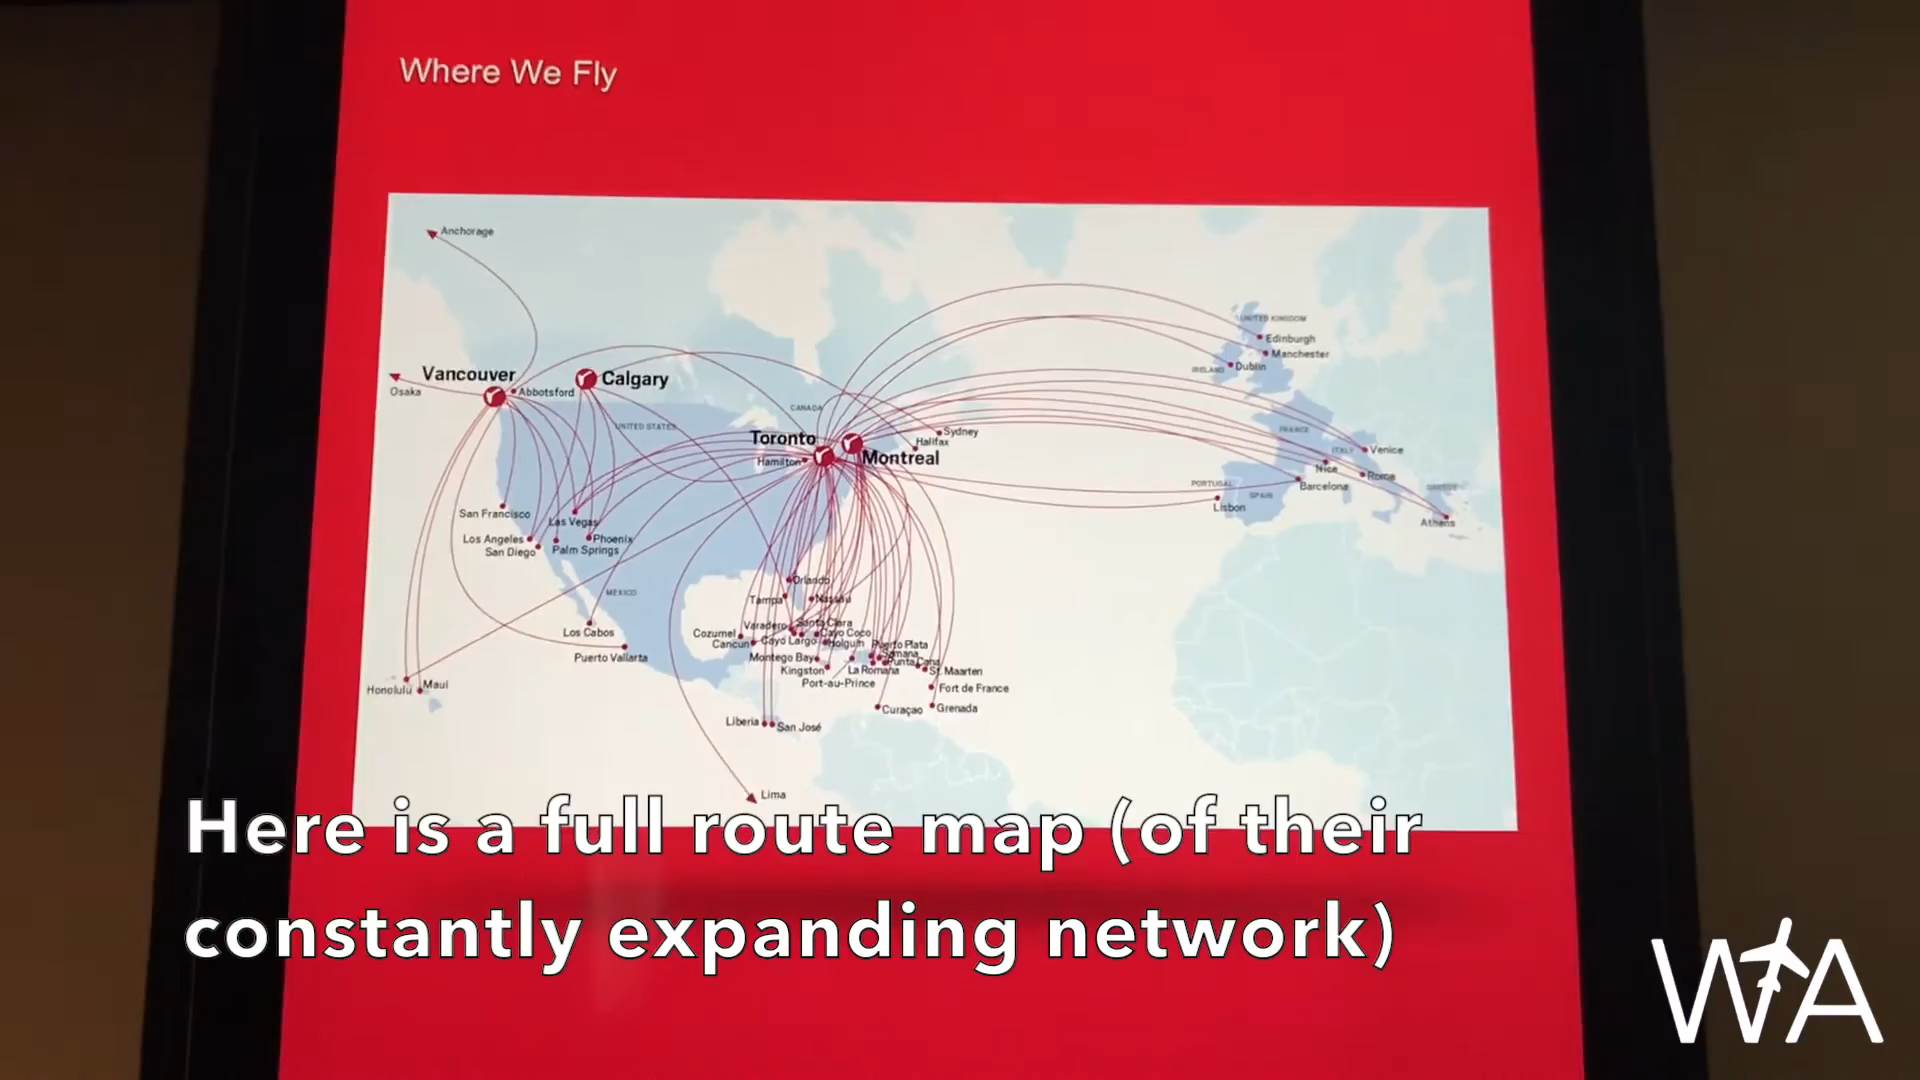 Where We Fly
Anchorage
UNITED KINGDOM
Edinburgh
Manchester
IRELAND
Dublin
Vancouver
Calgary
Osaka
Abbotsford
CANADA
UNITED STATES
Toronto
Sydney
Halifax
Hamilton
Montreal
FRANCE
ITALY
Venice
Nice
Rome
PORTUGAL
SPAIN
Barcelona
GREECE
Lisbon
Athens
San Francisco
Las Vegas
Los Angeles
Phoenix
San Diego
Palm Springs
MEXICO
Orlando
Tampa
Nassau
Los Cabos
Varadero
Santa Clara
Cozumel
Cayo Coco
Cancun
Cayo Largo
Holguin
Puerto Plata
Samana
Puerto Vallarta
Montego Bay
Punta Cana
Kingston
La Romana
St. Maarten
Port-au-Prince
Honolulu
Maui
Fort de France
Curaçao
Grenada
Liberia
San José
Lima
Here is a full route map (of their
constantly expanding network)
WA